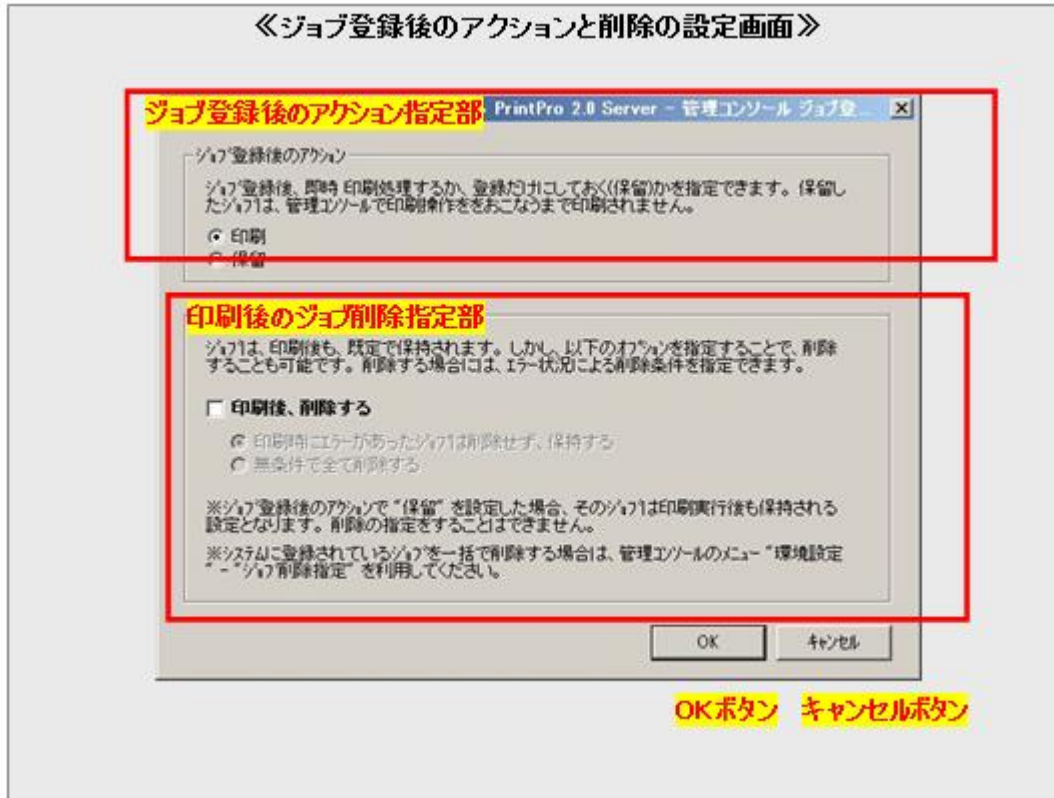 ≪ジョブ登録後のアクションと削除の設定画面≫
ジョブ登録後のアクション指定部 PrintPro 2.0 Server - 管理コンソール ジョブ登...
ジョブ登録後のアクション
ジョブ登録後、即時 印刷処理するか、登録だけにしておく((保留)かを指定できます。保留し
たジョブは、管理コンソールで印刷操作ををおこなうまで印刷されません。
印刷
保留
印刷後のジョブ削除指定部
ジョブは、印刷後も、既定で保持されます。しかし、以下のオプションを指定することで、削除
することも可能です。削除する場合には、エラー状況による削除条件を指定できます。
印刷後、削除する
印刷時にエラーがあったジョブは削除せず、保持する
無条件で全て削除する
※ジョブ登録後のアクションで "保留" を設定した場合、そのジョブは印刷実行後も保持される
設定となります。削除の指定をすることはできません。
※システムに登録されているジョブを一括で削除する場合は、管理コンソールのメニュー "環境設定
" - "ジョブ削除指定" を利用してください。
OK キャンセル
OKボタン キャンセルボタン